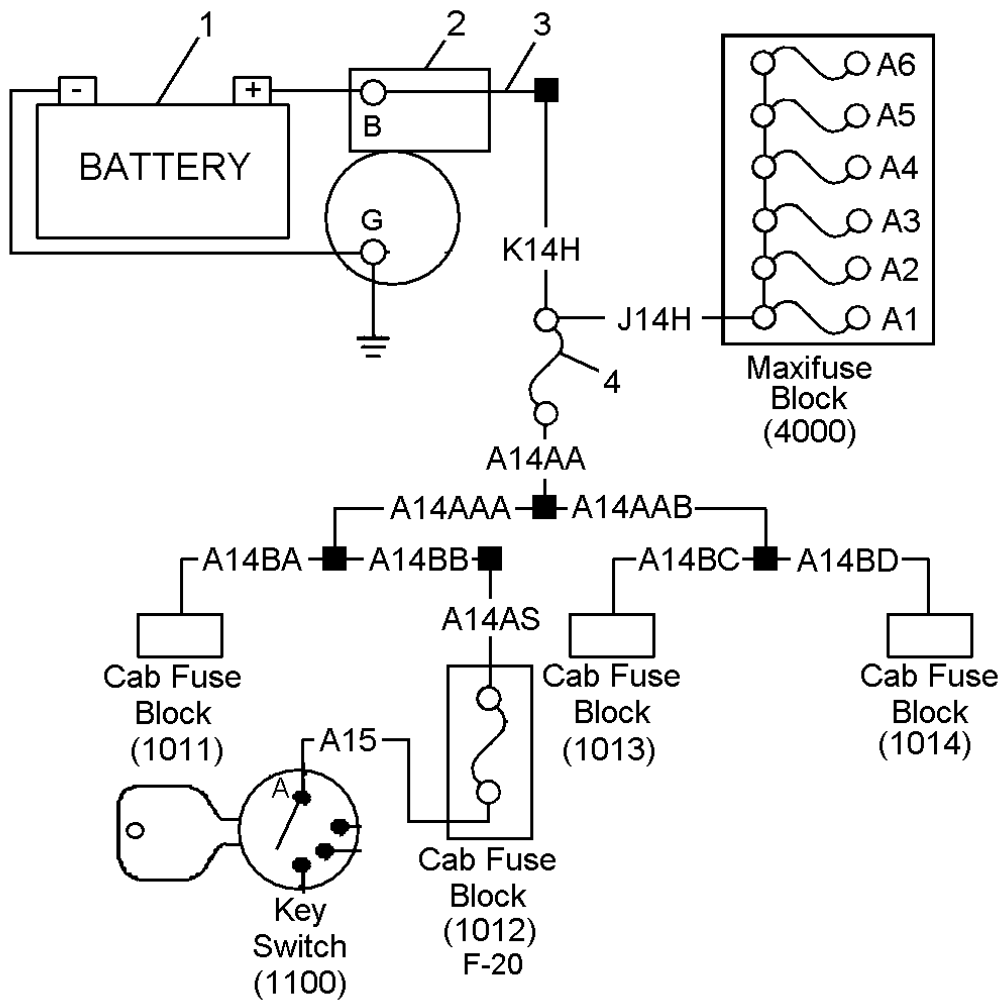 1
2
3
-
+
BATTERY
B
G
K14H
J14H
4
A6
A5
A4
A3
A2
A1
Maxifuse
Block
(4000)
A14AA
A14AAA
A14AAB
A14BA
A14BB
A14BC
A14BD
A14AS
Cab Fuse
Block
(1011)
Cab Fuse
Block
(1013)
Cab Fuse
Block
(1014)
A15
A
Key
Switch
(1100)
Cab Fuse
Block
(1012)
F-20